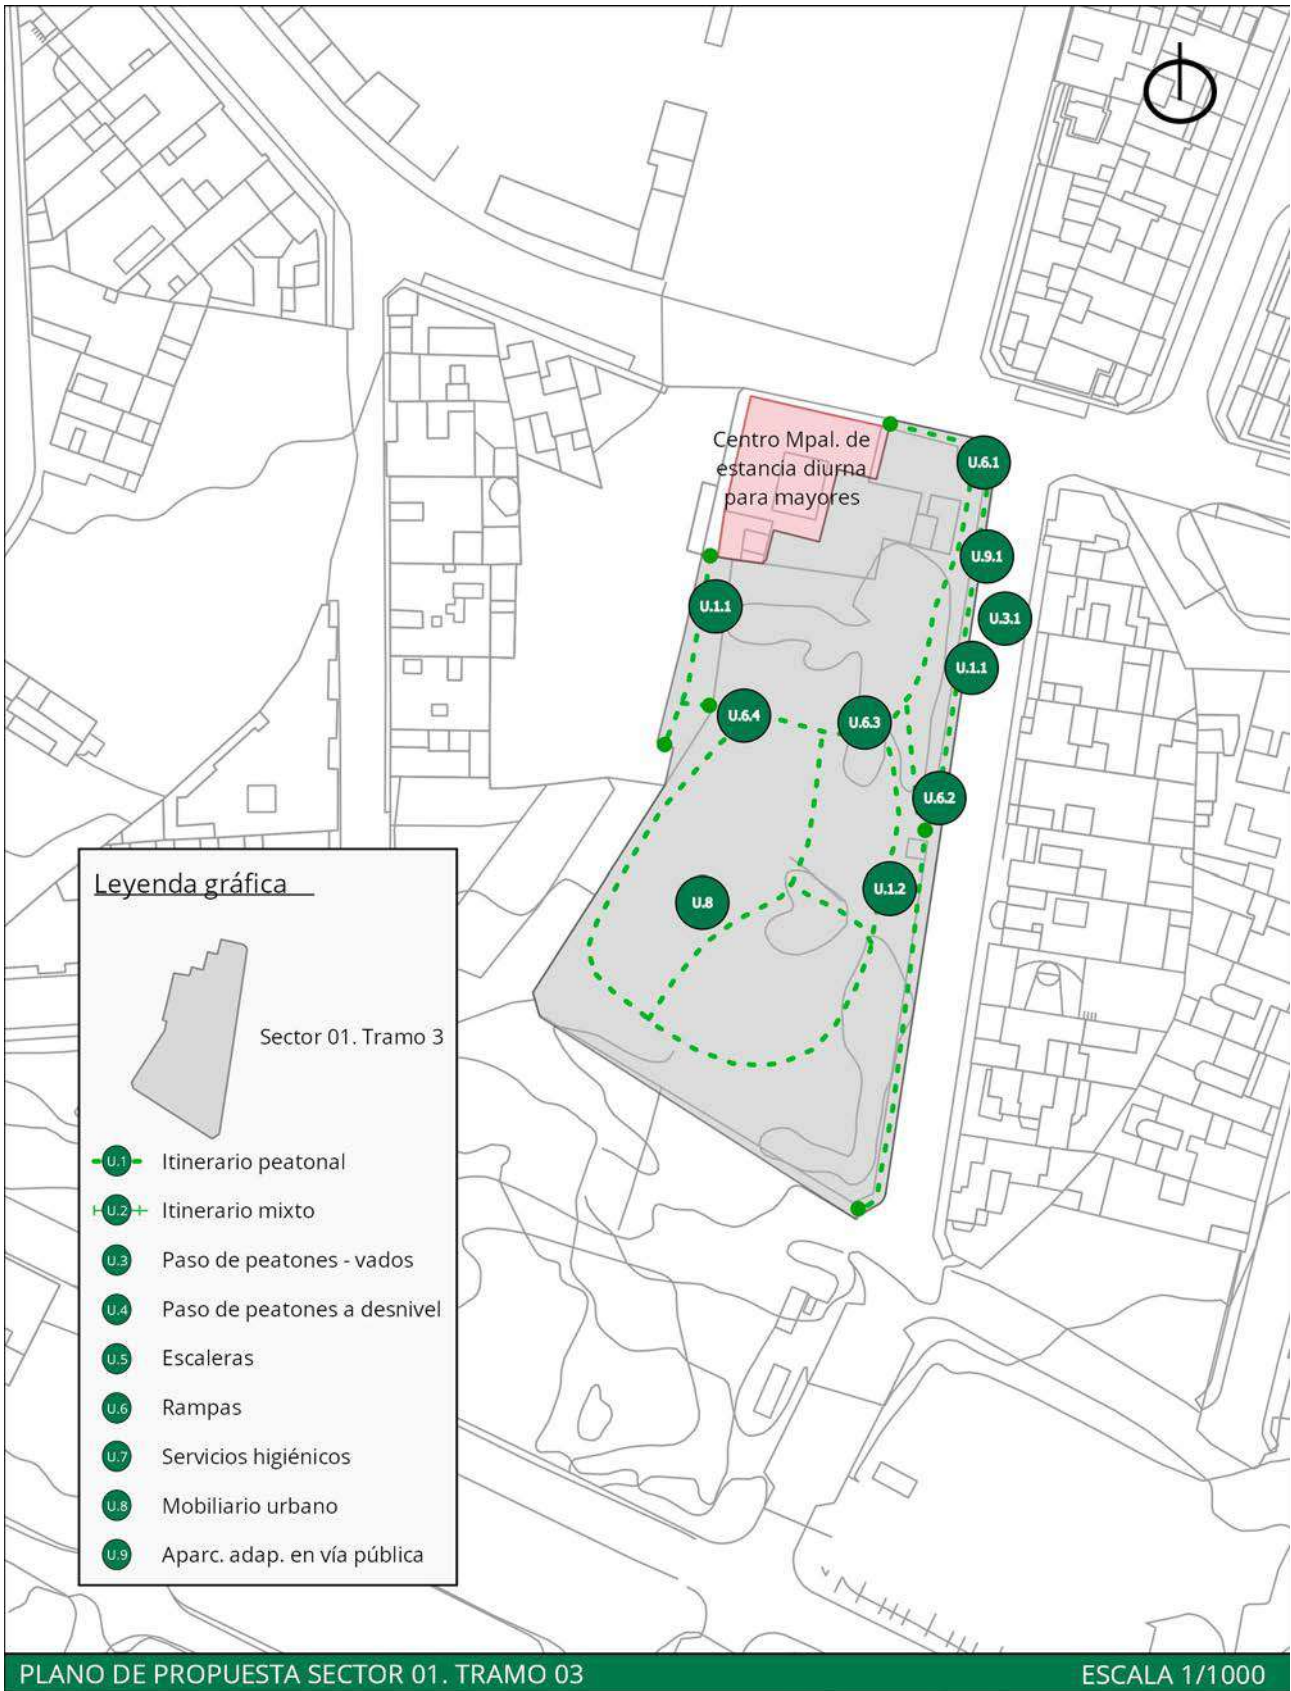 Centro Mpal. de
estancia diurna
para mayores
U.6.1
U.9.1
U.1.1
U.3.1
U.1.1
U.6.4
U.6.3
U.6.2
U.8
U.1.2
Leyenda gráfica
Sector 01. Tramo 3
U.1 Itinerario peatonal
U.2 Itinerario mixto
U.3 Paso de peatones - vados
U.4 Paso de peatones a desnivel
U.5 Escaleras
U.6 Rampas
U.7 Servicios higiénicos
U.8 Mobiliario urbano
U.9 Aparc. adap. en vía pública
PLANO DE PROPUESTA SECTOR 01. TRAMO 03 ESCALA 1/1000